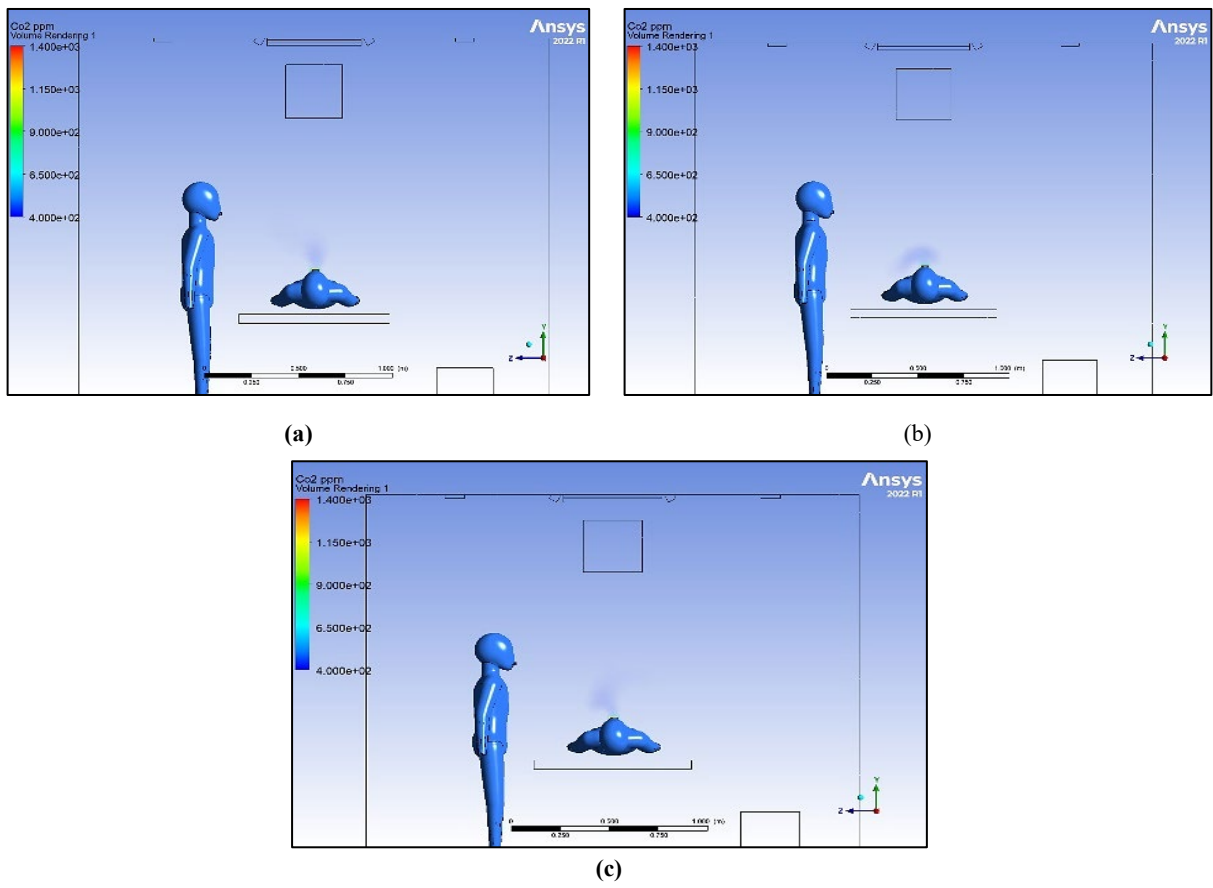 Co2 ppm
Volume Rendering 1
1.400e+03
1.150e+03
9.000e+02
6.500e+02
4.000e+02
Ansys
2022 R1
0
0.500
1.000 (m)
0.250
0.750
Y
Z
(a)
Co2 ppm
Volume Rendering 1
1.400e+03
1.150e+03
9.000e+02
6.500e+02
4.000e+02
Ansys
2022 R1
0
0.500
1.000 (m)
0.250
0.750
Y
Z
(b)
Co2 ppm
Volume Rendering 1
1.400e+03
1.150e+03
9.000e+02
6.500e+02
4.000e+02
Ansys
2022 R1
0
0.500
1.000 (m)
0.250
0.750
Y
Z
(c)